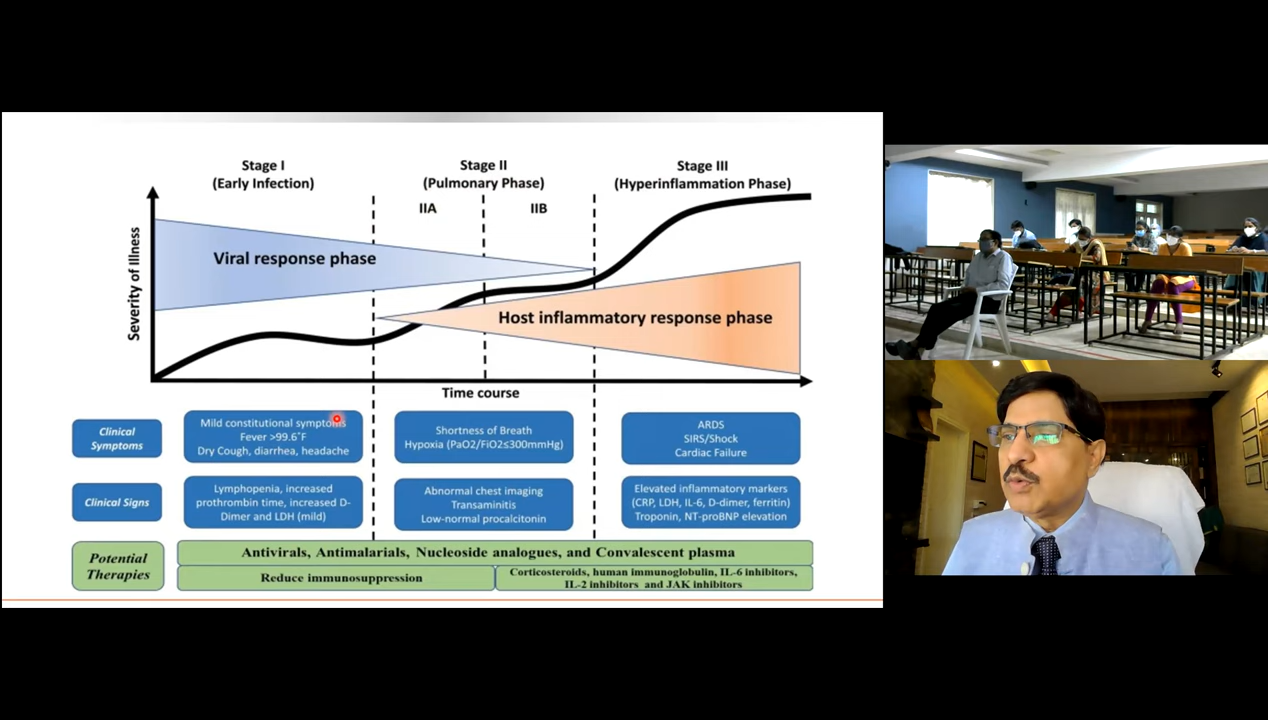 Stage I
(Early Infection)
Stage II
(Pulmonary Phase)
Stage III
(Hyperinflammation Phase)
IIA
IIB
Severity of Illness
Viral response phase
Host inflammatory response phase
Time course
Clinical
Symptoms
Mild constitutional symptoms
Fever >99.6°F
Dry Cough, diarrhea, headache
Shortness of Breath
Hypoxia (PaO2/FiO2≤300mmHg)
ARDS
SIRS/Shock
Cardiac Failure
Clinical Signs
Lymphopenia, increased
prothrombin time, increased D-
Dimer and LDH (mild)
Abnormal chest imaging
Transaminitis
Low-normal procalcitonin
Elevated inflammatory markers
(CRP, LDH, IL-6, D-dimer, ferritin)
Troponin, NT-proBNP elevation
Potential
Therapies
Antivirals, Antimalarials, Nucleoside analogues, and Convalescent plasma
Reduce immunosuppression
Corticosteroids, human immunoglobulin, IL-6 inhibitors,
IL-2 inhibitors and JAK inhibitors